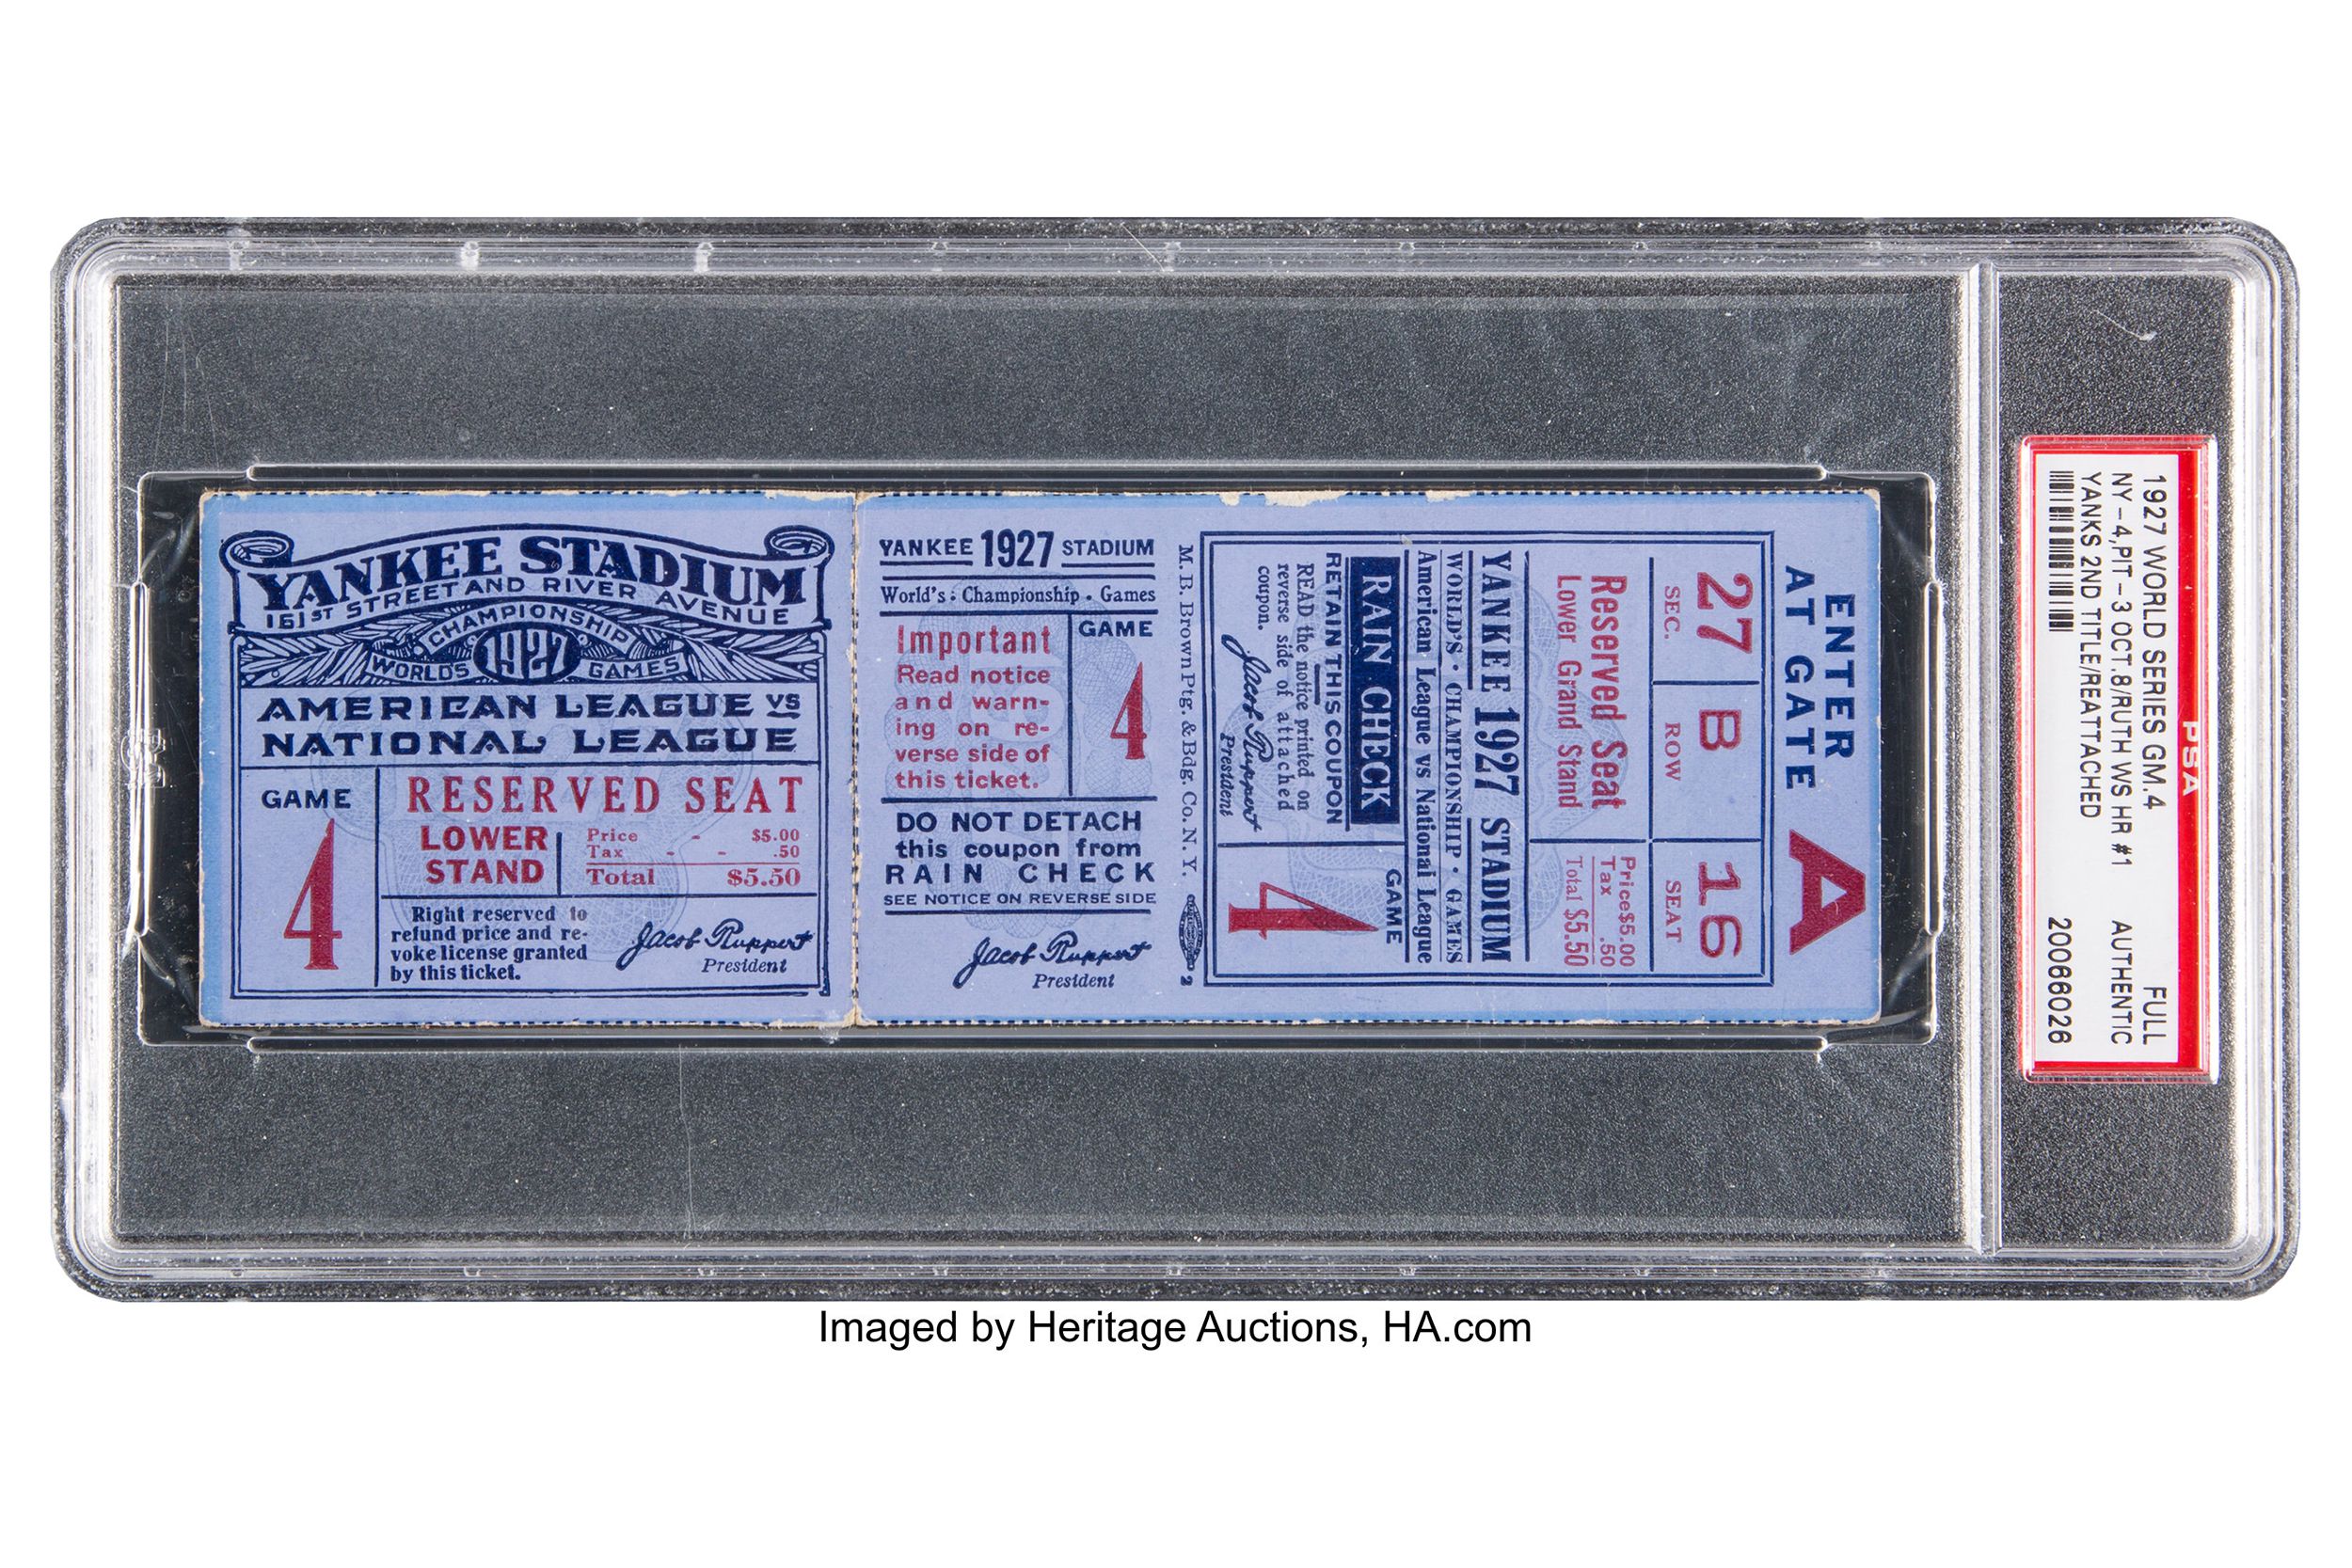 YANKEE STADIUM
161ST STREET AND RIVER AVENUE
CHAMPIONSHIP
WORLD'S 1927 GAMES
AMERICAN LEAGUE VS
NATIONAL LEAGUE
GAME
4
RESERVED SEAT
LOWER
STAND
Price - $5.00
Tax - - .50
Total $5.50
Right reserved to
refund price and re-
voke license granted
by this ticket.
Jacob Ruppert
President
YANKEE 1927 STADIUM
World's · Championship · Games
Important
Read notice
and warn-
ing on re-
verse side of
this ticket.
GAME
4
DO NOT DETACH
this coupon from
RAIN CHECK
SEE NOTICE ON REVERSE SIDE
Jacob Ruppert
President
M. B. Brown Ptg. & Bdg. Co. N. Y.
2
ENTER
AT GATE
A
27
SEC.
B
ROW
16
SEAT
Reserved Seat
Lower Grand Stand
Price $5.00
Tax .50
Total $5.50
YANKEE 1927 STADIUM
WORLD'S · CHAMPIONSHIP · GAMES
American League vs National League
RAIN CHECK
RETAIN THIS COUPON
READ the notice printed on
reverse side of attached
coupon.
Jacob Ruppert
President
GAME
4
PSA
1927 WORLD SERIES GM.4 FULL
NY-4,PIT-3 OCT.8/RUTH WS HR #1 AUTHENTIC
YANKS 2ND TITLE/REATTACHED
20066026
Imaged by Heritage Auctions, HA.com